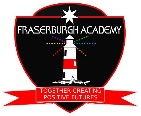 FRASERBURGH ACADEMY
TOGETHER CREATING
POSITIVE FUTURES